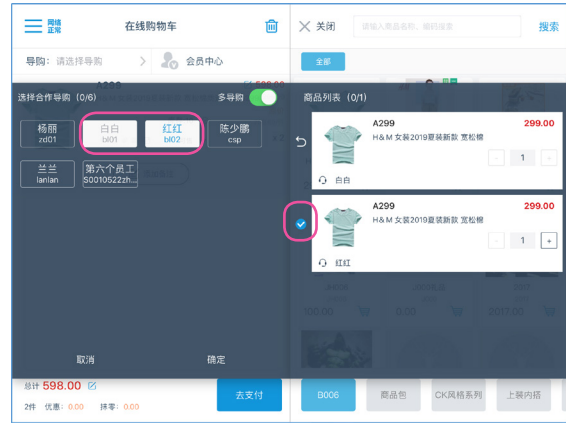 网络
正常
在线购物车
关闭
请输入商品名称、编码搜索
搜索
导购：请选择导购
会员中心
全部
A299
选择合作导购 (0/6)
多导购
杨丽
zd01
白白
bl01
红红
bl02
陈少鹏
csp
兰兰
lanlan
第六个员工
S0010522zh...
取消
确定
商品列表 (0/1)
A299
299.00
H&M 女装2019夏装新款 宽松棉
- 1 +
白白
A299
299.00
H&M 女装2019夏装新款 宽松棉
- 1 +
红红
0.00
总计 598.00
2件 优惠：0.00 抹零：0.00
去支付
B006
商品包
CK风格系列
上装内搭